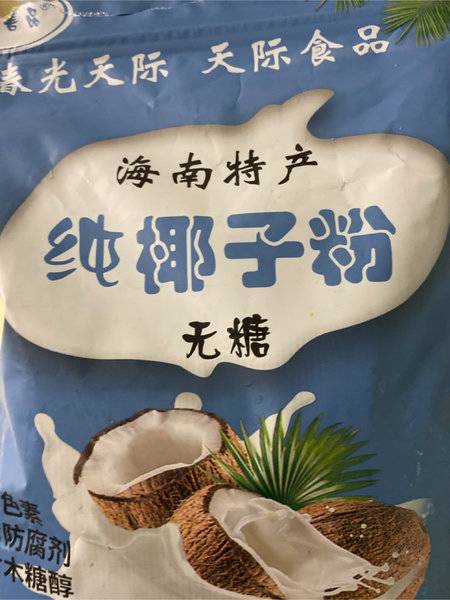 春光天际 天际食品
海南特产
纯椰子粉
无糖
色素
防腐剂
木糖醇